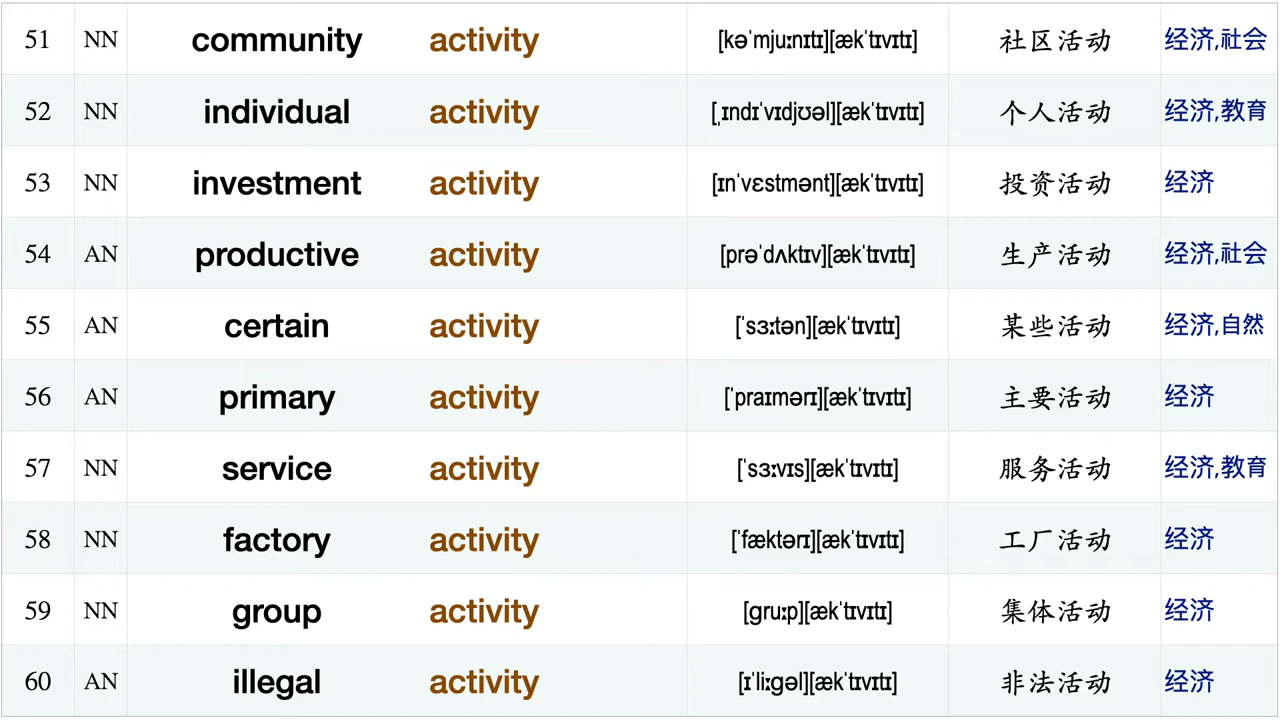 51 NN community activity [kəˈmjuːnɪtɪ][ækˈtɪvɪtɪ] 社区活动 经济,社会
52 NN individual activity [ˌɪndɪˈvɪdjʊəl][ækˈtɪvɪtɪ] 个人活动 经济,教育
53 NN investment activity [ɪnˈvɛstmənt][ækˈtɪvɪtɪ] 投资活动 经济
54 AN productive activity [prəˈdʌktɪv][ækˈtɪvɪtɪ] 生产活动 经济,社会
55 AN certain activity [ˈsɜːtən][ækˈtɪvɪtɪ] 某些活动 经济,自然
56 AN primary activity [ˈpraɪmərɪ][ækˈtɪvɪtɪ] 主要活动 经济
57 NN service activity [ˈsɜːvɪs][ækˈtɪvɪtɪ] 服务活动 经济,教育
58 NN factory activity [ˈfæktərɪ][ækˈtɪvɪtɪ] 工厂活动 经济
59 NN group activity [ɡruːp][ækˈtɪvɪtɪ] 集体活动 经济
60 AN illegal activity [ɪˈliːɡəl][ækˈtɪvɪtɪ] 非法活动 经济